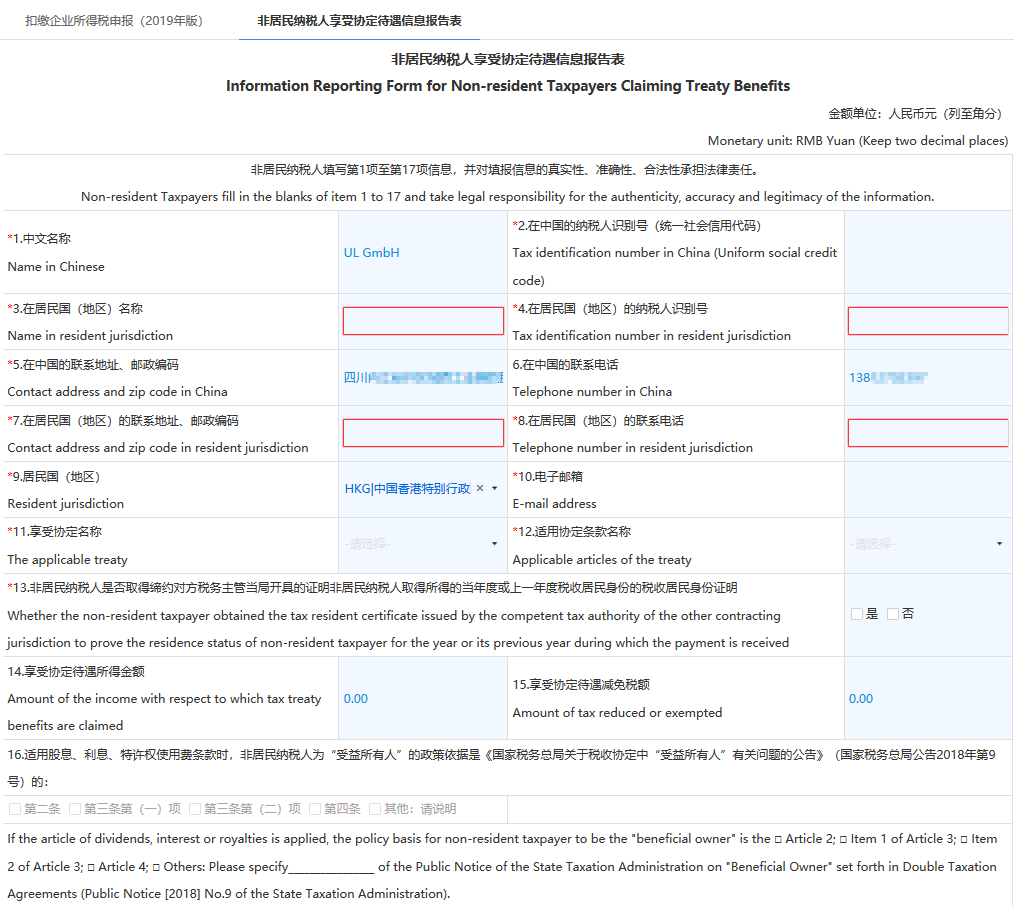 扣缴企业所得税申报（2019年版）
非居民纳税人享受协定待遇信息报告表
非居民纳税人享受协定待遇信息报告表
Information Reporting Form for Non-resident Taxpayers Claiming Treaty Benefits
金额单位：人民币元（列至角分）
Monetary unit: RMB Yuan (Keep two decimal places)
非居民纳税人填写第1项至第17项信息，并对填报信息的真实性、准确性、合法性承担法律责任。
Non-resident Taxpayers fill in the blanks of item 1 to 17 and take legal responsibility for the authenticity, accuracy and legitimacy of the information.
*1.中文名称
Name in Chinese
UL GmbH
*2.在中国的纳税人识别号（统一社会信用代码）
Tax identification number in China (Uniform social credit
code)
*3.在居民国（地区）名称
Name in resident jurisdiction
*4.在居民国（地区）的纳税人识别号
Tax identification number in resident jurisdiction
*5.在中国的联系地址、邮政编码
Contact address and zip code in China
四川
6.在中国的联系电话
Telephone number in China
138
*7.在居民国（地区）的联系地址、邮政编码
Contact address and zip code in resident jurisdiction
*8.在居民国（地区）的联系电话
Telephone number in resident jurisdiction
*9.居民国（地区）
Resident jurisdiction
HKG|中国香港特别行政
*10.电子邮箱
E-mail address
*11.享受协定名称
The applicable treaty
-请选择-
*12.适用协定条款名称
Applicable articles of the treaty
-请选择-
*13.非居民纳税人是否取得缔约对方税务主管当局开具的证明非居民纳税人取得所得的当年度或上一年度税收居民身份的税收居民身份证明
Whether the non-resident taxpayer obtained the tax resident certificate issued by the competent tax authority of the other contracting
jurisdiction to prove the residence status of non-resident taxpayer for the year or its previous year during which the payment is received
□是 □否
14.享受协定待遇所得金额
Amount of the income with respect to which tax treaty
benefits are claimed
0.00
15.享受协定待遇减免税额
Amount of tax reduced or exempted
0.00
16.适用股息、利息、特许权使用费条款时，非居民纳税人为“受益所有人”的政策依据是《国家税务总局关于税收协定中“受益所有人”有关问题的公告》（国家税务总局公告2018年第9
号）的：
□第二条 □第三条第（一）项 □第三条第（二）项 □第四条 □其他：请说明
If the article of dividends, interest or royalties is applied, the policy basis for non-resident taxpayer to be the "beneficial owner" is the □ Article 2; □ Item 1 of Article 3; □ Item
2 of Article 3; □ Article 4; □ Others: Please specify______________ of the Public Notice of the State Taxation Administration on "Beneficial Owner" set forth in Double Taxation
Agreements (Public Notice [2018] No.9 of the State Taxation Administration).